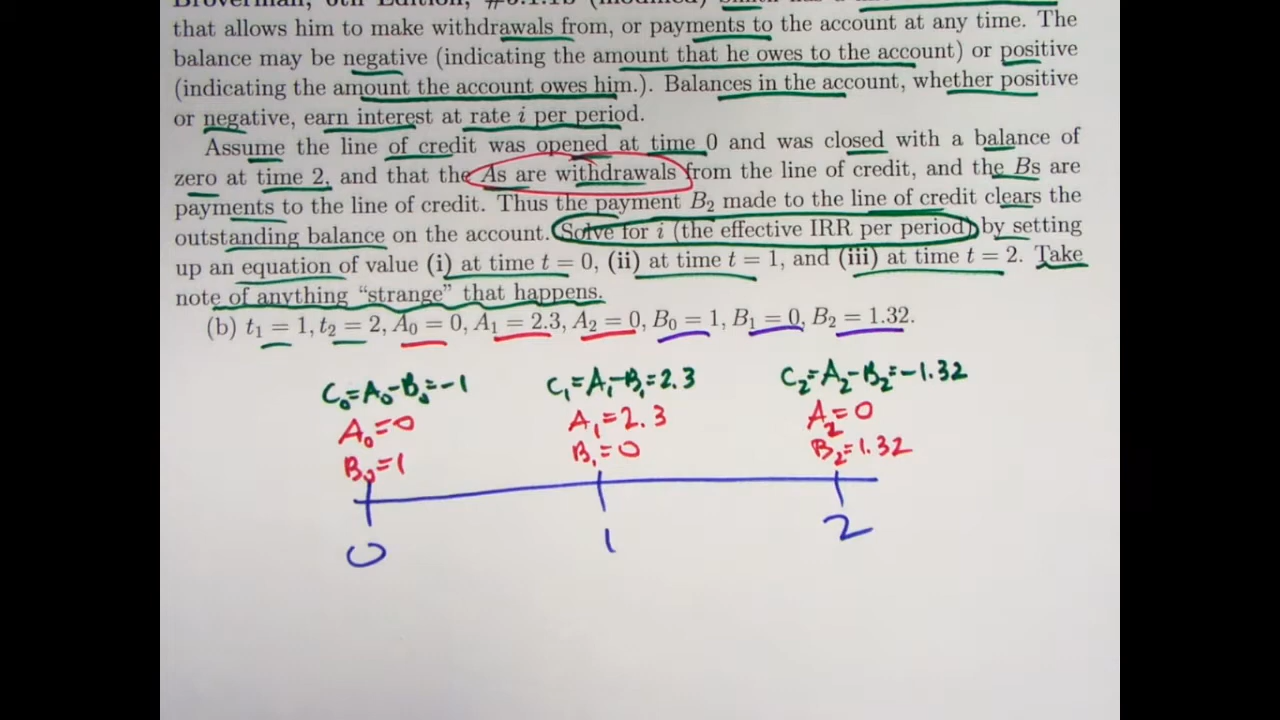 Broverman, 6th Edition, (modified) Smith has a
that allows him to make withdrawals from, or payments to the account at any time. The
balance may be negative (indicating the amount that he owes to the account) or positive
(indicating the amount the account owes him.). Balances in the account, whether positive
or negative, earn interest at rate i per period.
Assume the line of credit was opened at time 0 and was closed with a balance of
zero at time 2, and that the As are withdrawals from the line of credit, and the Bs are
payments to the line of credit. Thus the payment B₂ made to the line of credit clears the
outstanding balance on the account. Solve for i (the effective IRR per period) by setting
up an equation of value (i) at time t = 0, (ii) at time t = 1, and (iii) at time t = 2. Take
note of anything “strange” that happens.
(b) t₁ = 1, t₂ = 2, A₀ = 0, A₁ = 2.3, A₂ = 0, B₀ = 1, B₁ = 0, B₂ = 1.32.
C₀=A₀-B₀=-1 C₁=A₁-B₁=2.3 C₂=A₂-B₂=-1.32
A₀=0 A₁=2.3 A₂=0
B₀=1 B₁=0 B₂=1.32
0 1 2